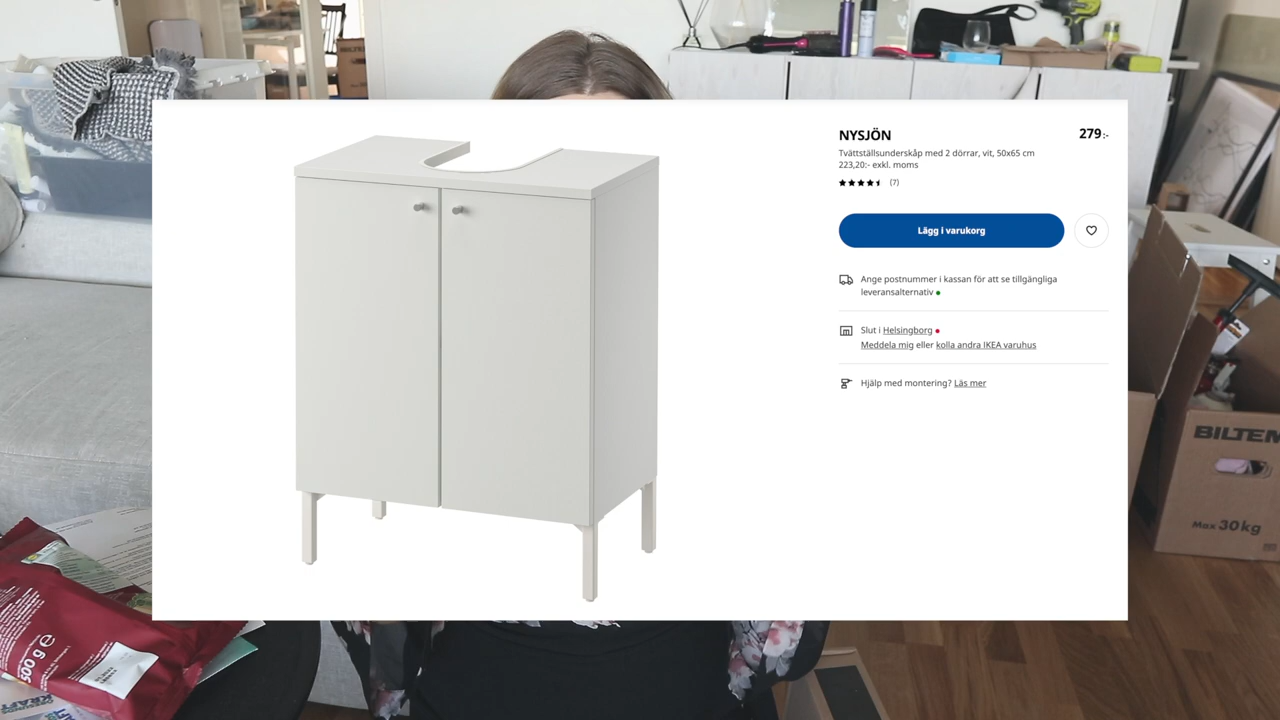 NYSJÖN
279:-
Tvättställsunderskåp med 2 dörrar, vit, 50x65 cm
223,20:- exkl. moms
(7)
Lägg i varukorg
Ange postnummer i kassan för att se tillgängliga
leveransalternativ
Slut i Helsingborg
Meddela mig eller kolla andra IKEA varuhus
Hjälp med montering? Läs mer
BILTEM
Max 30kg
500 g e
KRAFT